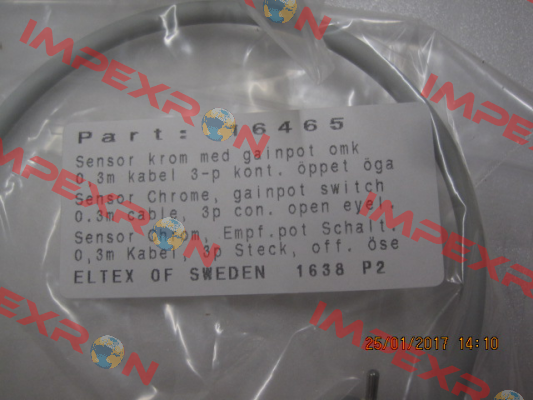 IMPEXRON
IMPEXRON
IMPEXRON
IMPEXRON
Part: 16465
Sensor krom med gainpot omk
0.3m kabel 3-p kont. öppet öga
Sensor Chrome, gainpot switch
0.3m cable, 3p con. open eyel.
Sensor Chrom, Empf.pot Schalt.
0,3m Kabel, 3p Steck, off. Öse
ELTEX OF SWEDEN 1638 P2
25/01/2017 14:10